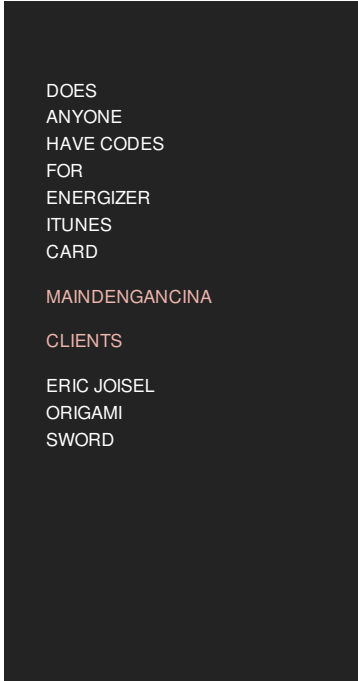 DOES
ANYONE
HAVE CODES
FOR
ENERGIZER
ITUNES
CARD
MAINDENGANCINA
CLIENTS
ERIC JOISEL
ORIGAMI
SWORD